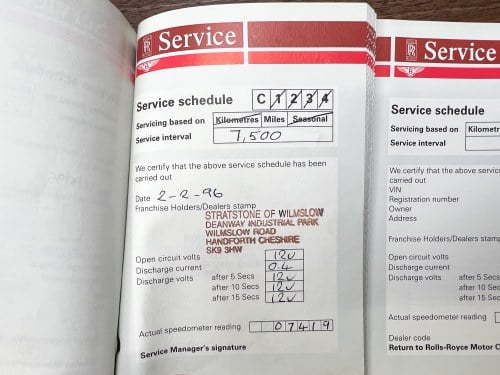 Service
Service schedule C 1 2 3 4
Servicing based on Kilometres Miles Seasonal
Service interval 7,500
We certify that the above service schedule has been
carried out
Date 2-2-96
Franchise Holders/Dealers stamp
STRATSTONE OF WILMSLOW
DEANWAY INDUSTRIAL PARK
WILMSLOW ROAD
HANDFORTH CHESHIRE
SK9 3HW
Open circuit volts 12v
Discharge current 0.4
Discharge volts after 5 Secs 12v
after 10 Secs 12v
after 15 Secs 12v
Actual speedometer reading 07419
Service Manager's signature
Service
Service schedule
Servicing based on Kilomet
Service interval
We certify that the above service
carried out
VIN
Registration number
Owner
Address
Franchise Holders/Dealers stamp
Open circuit volts
Discharge current
Discharge volts after 5 Secs
after 10 Secs
after 15 Secs
Actual speedometer reading
Dealer code
Return to Rolls-Royce Motor C